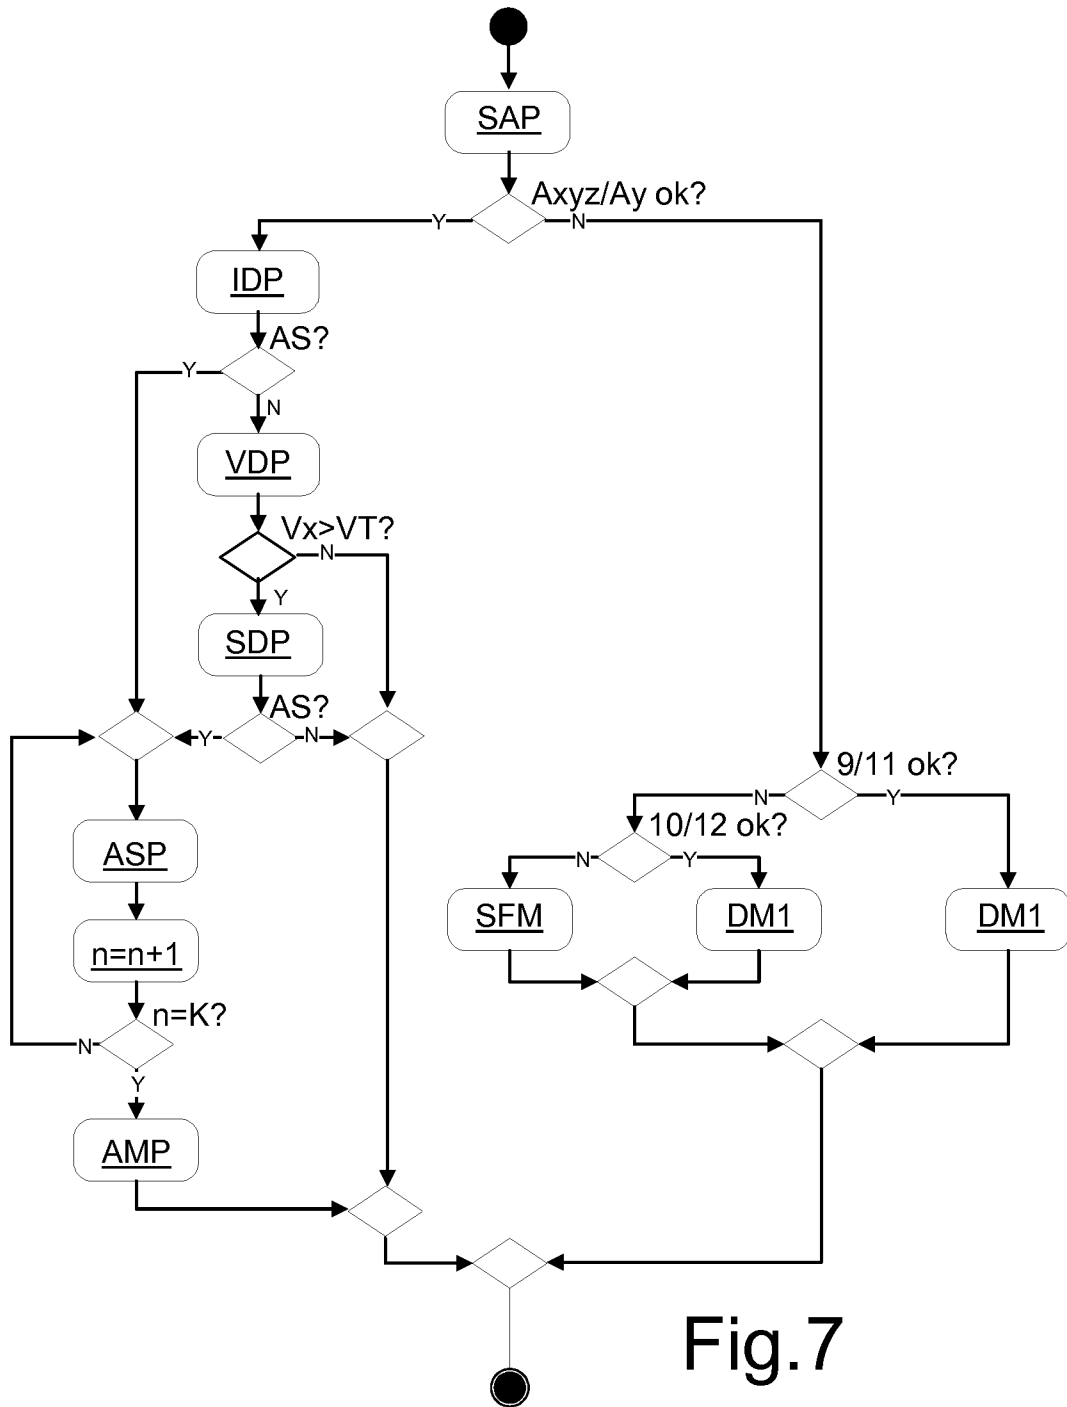 SAP
Axyz/Ay ok?
Y
N
IDP
AS?
Y
N
VDP
Vx>VT?
N
Y
SDP
AS?
Y
N
9/11 ok?
N
Y
10/12 ok?
N
Y
ASP
SFM
DM1
DM1
n=n+1
n=K?
N
Y
AMP
Fig.7